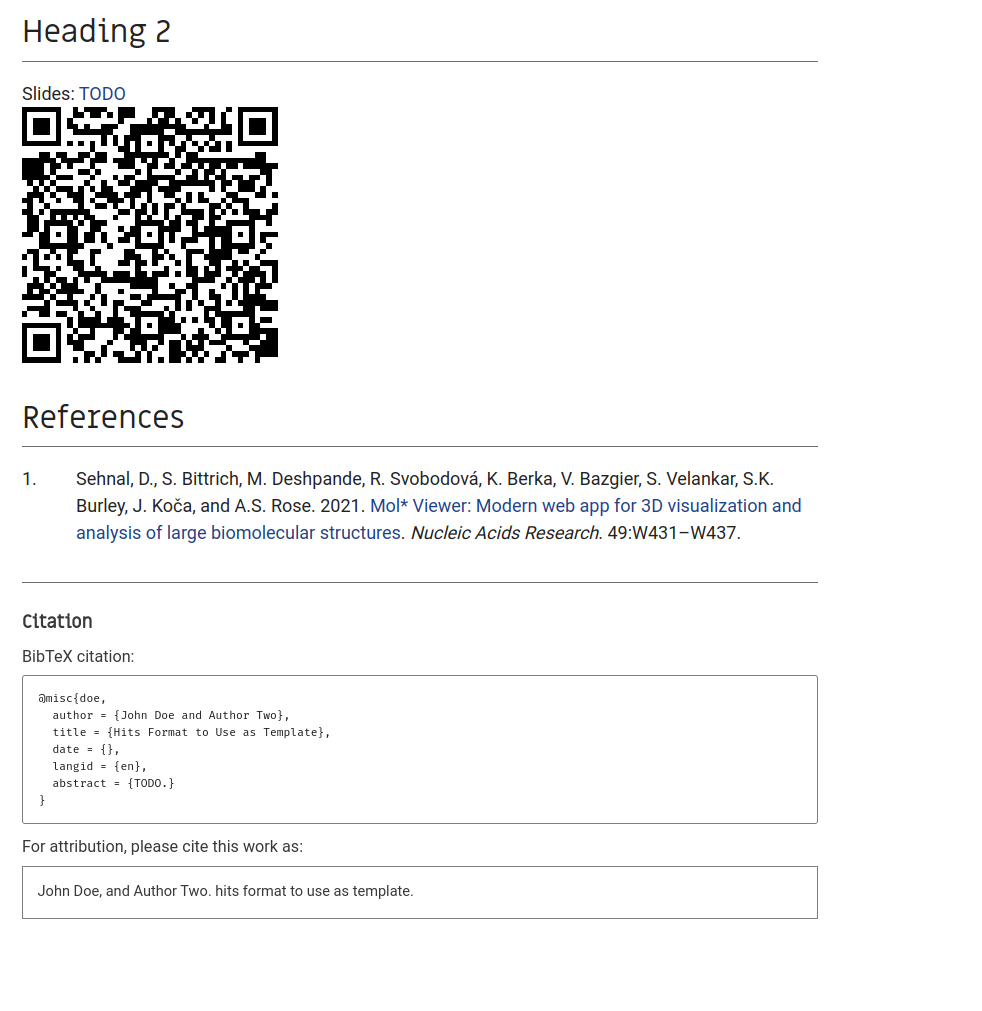 Heading 2
Slides: TODO
References
1. Sehnal, D., S. Bittrich, M. Deshpande, R. Svobodová, K. Berka, V. Bazgier, S. Velankar, S.K.
Burley, J. Koča, and A.S. Rose. 2021. Mol* Viewer: Modern web app for 3D visualization and
analysis of large biomolecular structures. Nucleic Acids Research. 49:W431–W437.
Citation
BibTeX citation:
@misc{doe,
  author = {John Doe and Author Two},
  title = {Hits Format to Use as Template},
  date = {},
  langid = {en},
  abstract = {TODO.}
}
For attribution, please cite this work as:
John Doe, and Author Two. hits format to use as template.